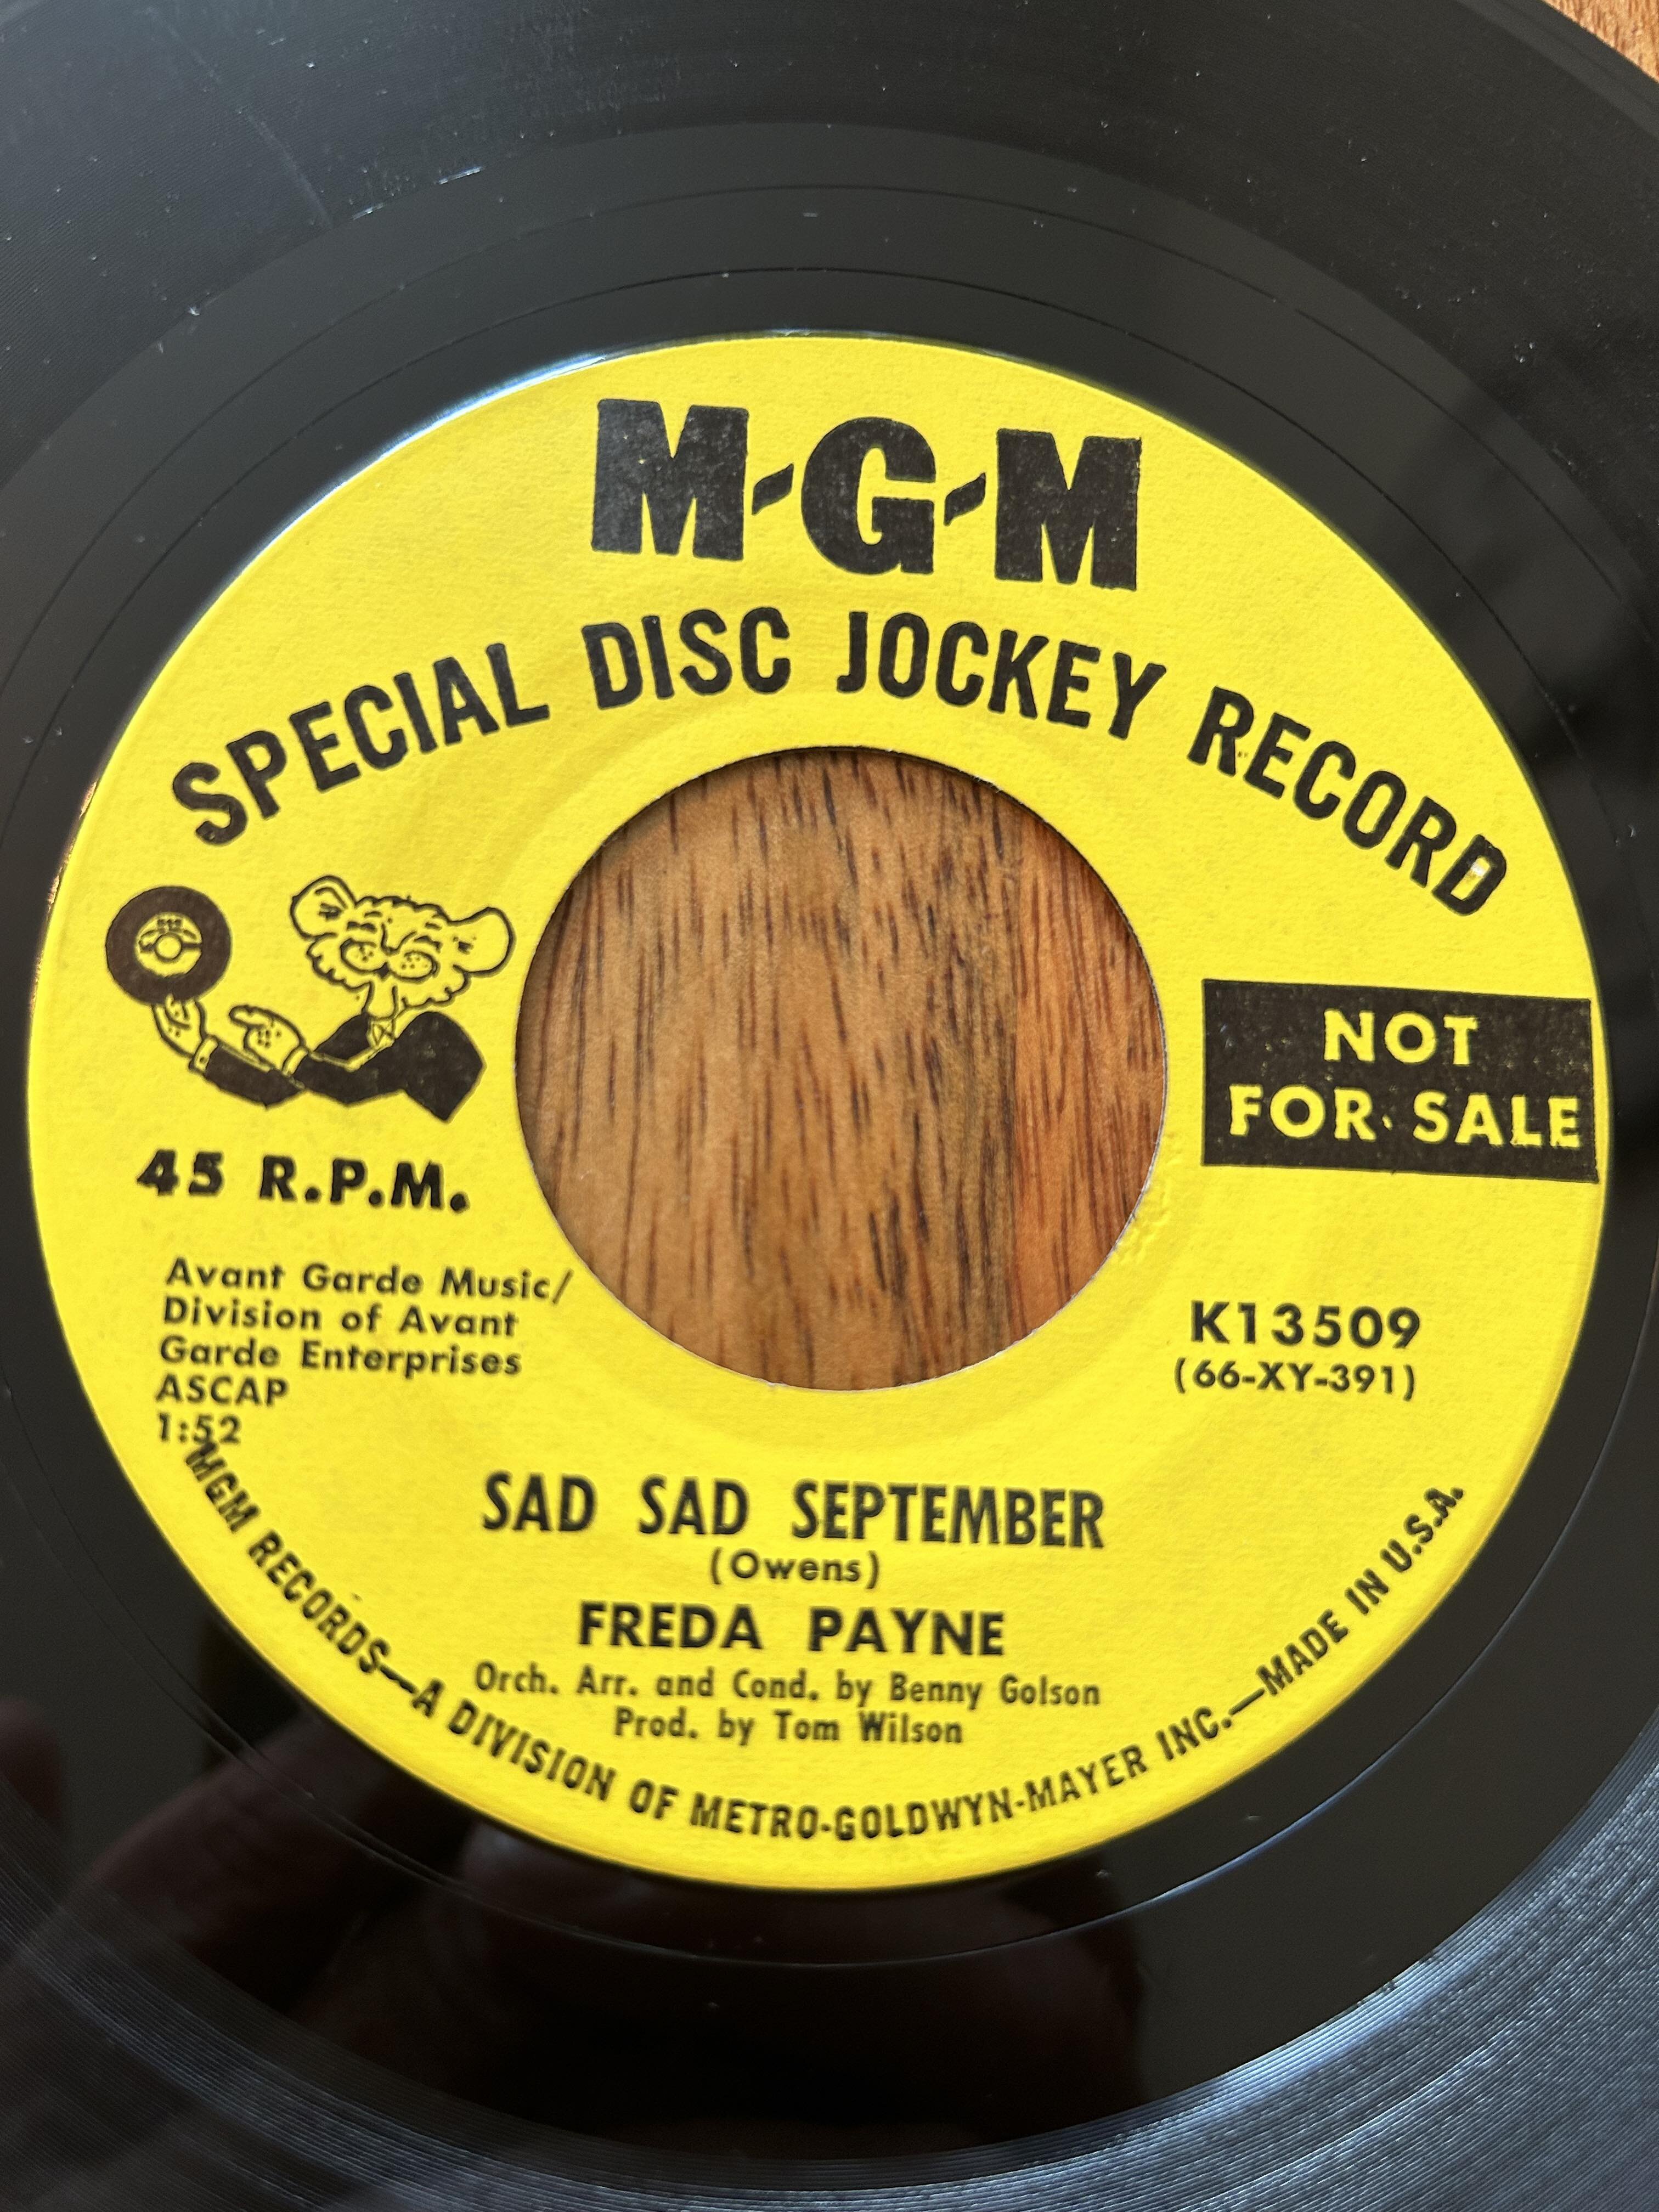 M-G-M
SPECIAL DISC JOCKEY RECORD
NOT
FOR SALE
45 R.P.M.
Avant Garde Music/
Division of Avant
Garde Enterprises
ASCAP
1:52
K13509
(66-XY-391)
SAD SAD SEPTEMBER
(Owens)
FREDA PAYNE
Orch. Arr. and Cond. by Benny Golson
Prod. by Tom Wilson
MGM RECORDS—A DIVISION OF METRO-GOLDWYN-MAYER INC.—MADE IN U.S.A.